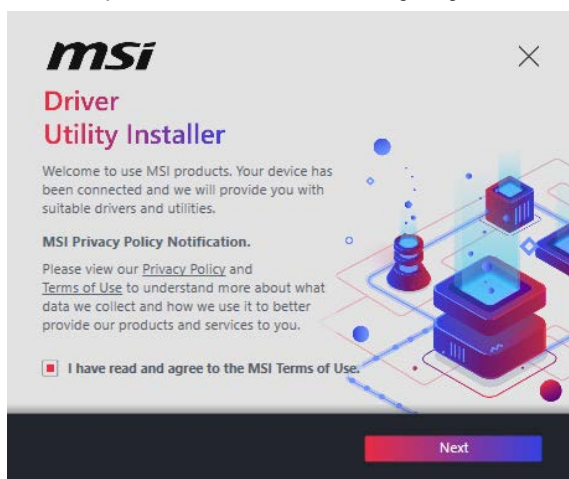 msi
Driver
Utility Installer
Welcome to use MSI products. Your device has
been connected and we will provide you with
suitable drivers and utilities.
MSI Privacy Policy Notification.
Please view our Privacy Policy and
Terms of Use to understand more about what
data we collect and how we use it to better
provide our products and services to you.
I have read and agree to the MSI Terms of Use.
Next